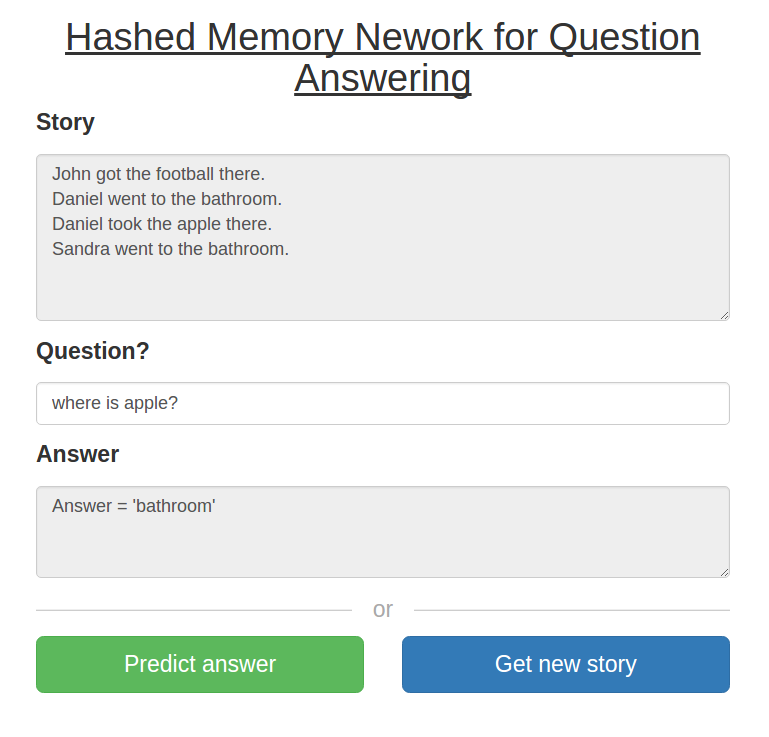 Hashed Memory Nework for Question
Answering
Story
John got the football there.
Daniel went to the bathroom.
Daniel took the apple there.
Sandra went to the bathroom.
Question?
where is apple?
Answer
Answer = 'bathroom'
or
Predict answer
Get new story